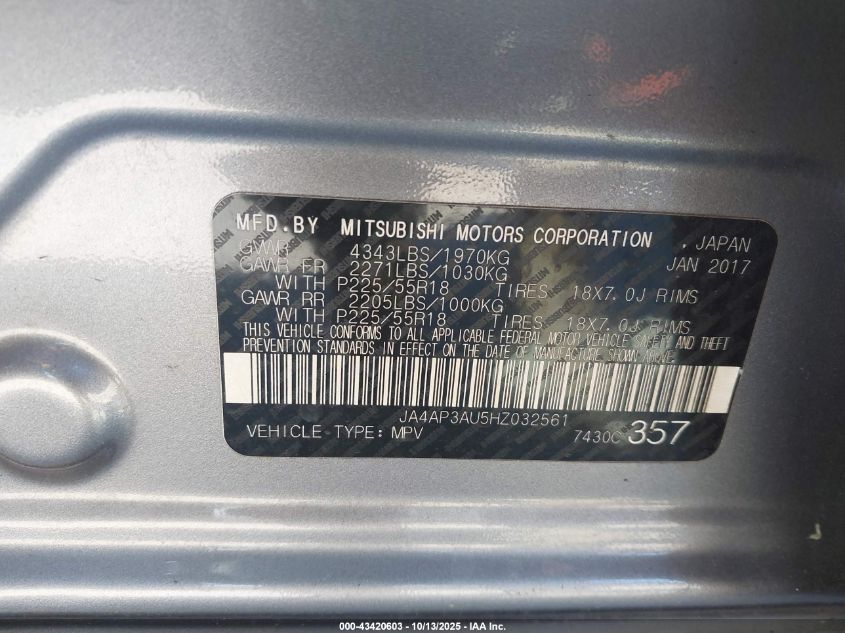 MFD.BY MITSUBISHI MOTORS CORPORATION , JAPAN
4343LBS/1970KG JAN 2017
GAWR FR 2271LBS/1030KG
WITH P225/55R18 TIRES, 18X7.0J RIMS
GAWR RR 2205LBS/1000KG
WITH P225/55R18 TIRES, 18X7.0J RIMS
THIS VEHICLE CONFORMS TO ALL APPLICABLE FEDERAL MOTOR VEHICLE SAFETY AND THEFT
PREVENTION STANDARDS IN EFFECT ON THE DATE OF MANUFACTURE SHOWN ABOVE.
JA4AP3AU5HZ032561
VEHICLE-TYPE: MPV 7430C 357
000-43420603 - 10/13/2025 - IAA Inc.